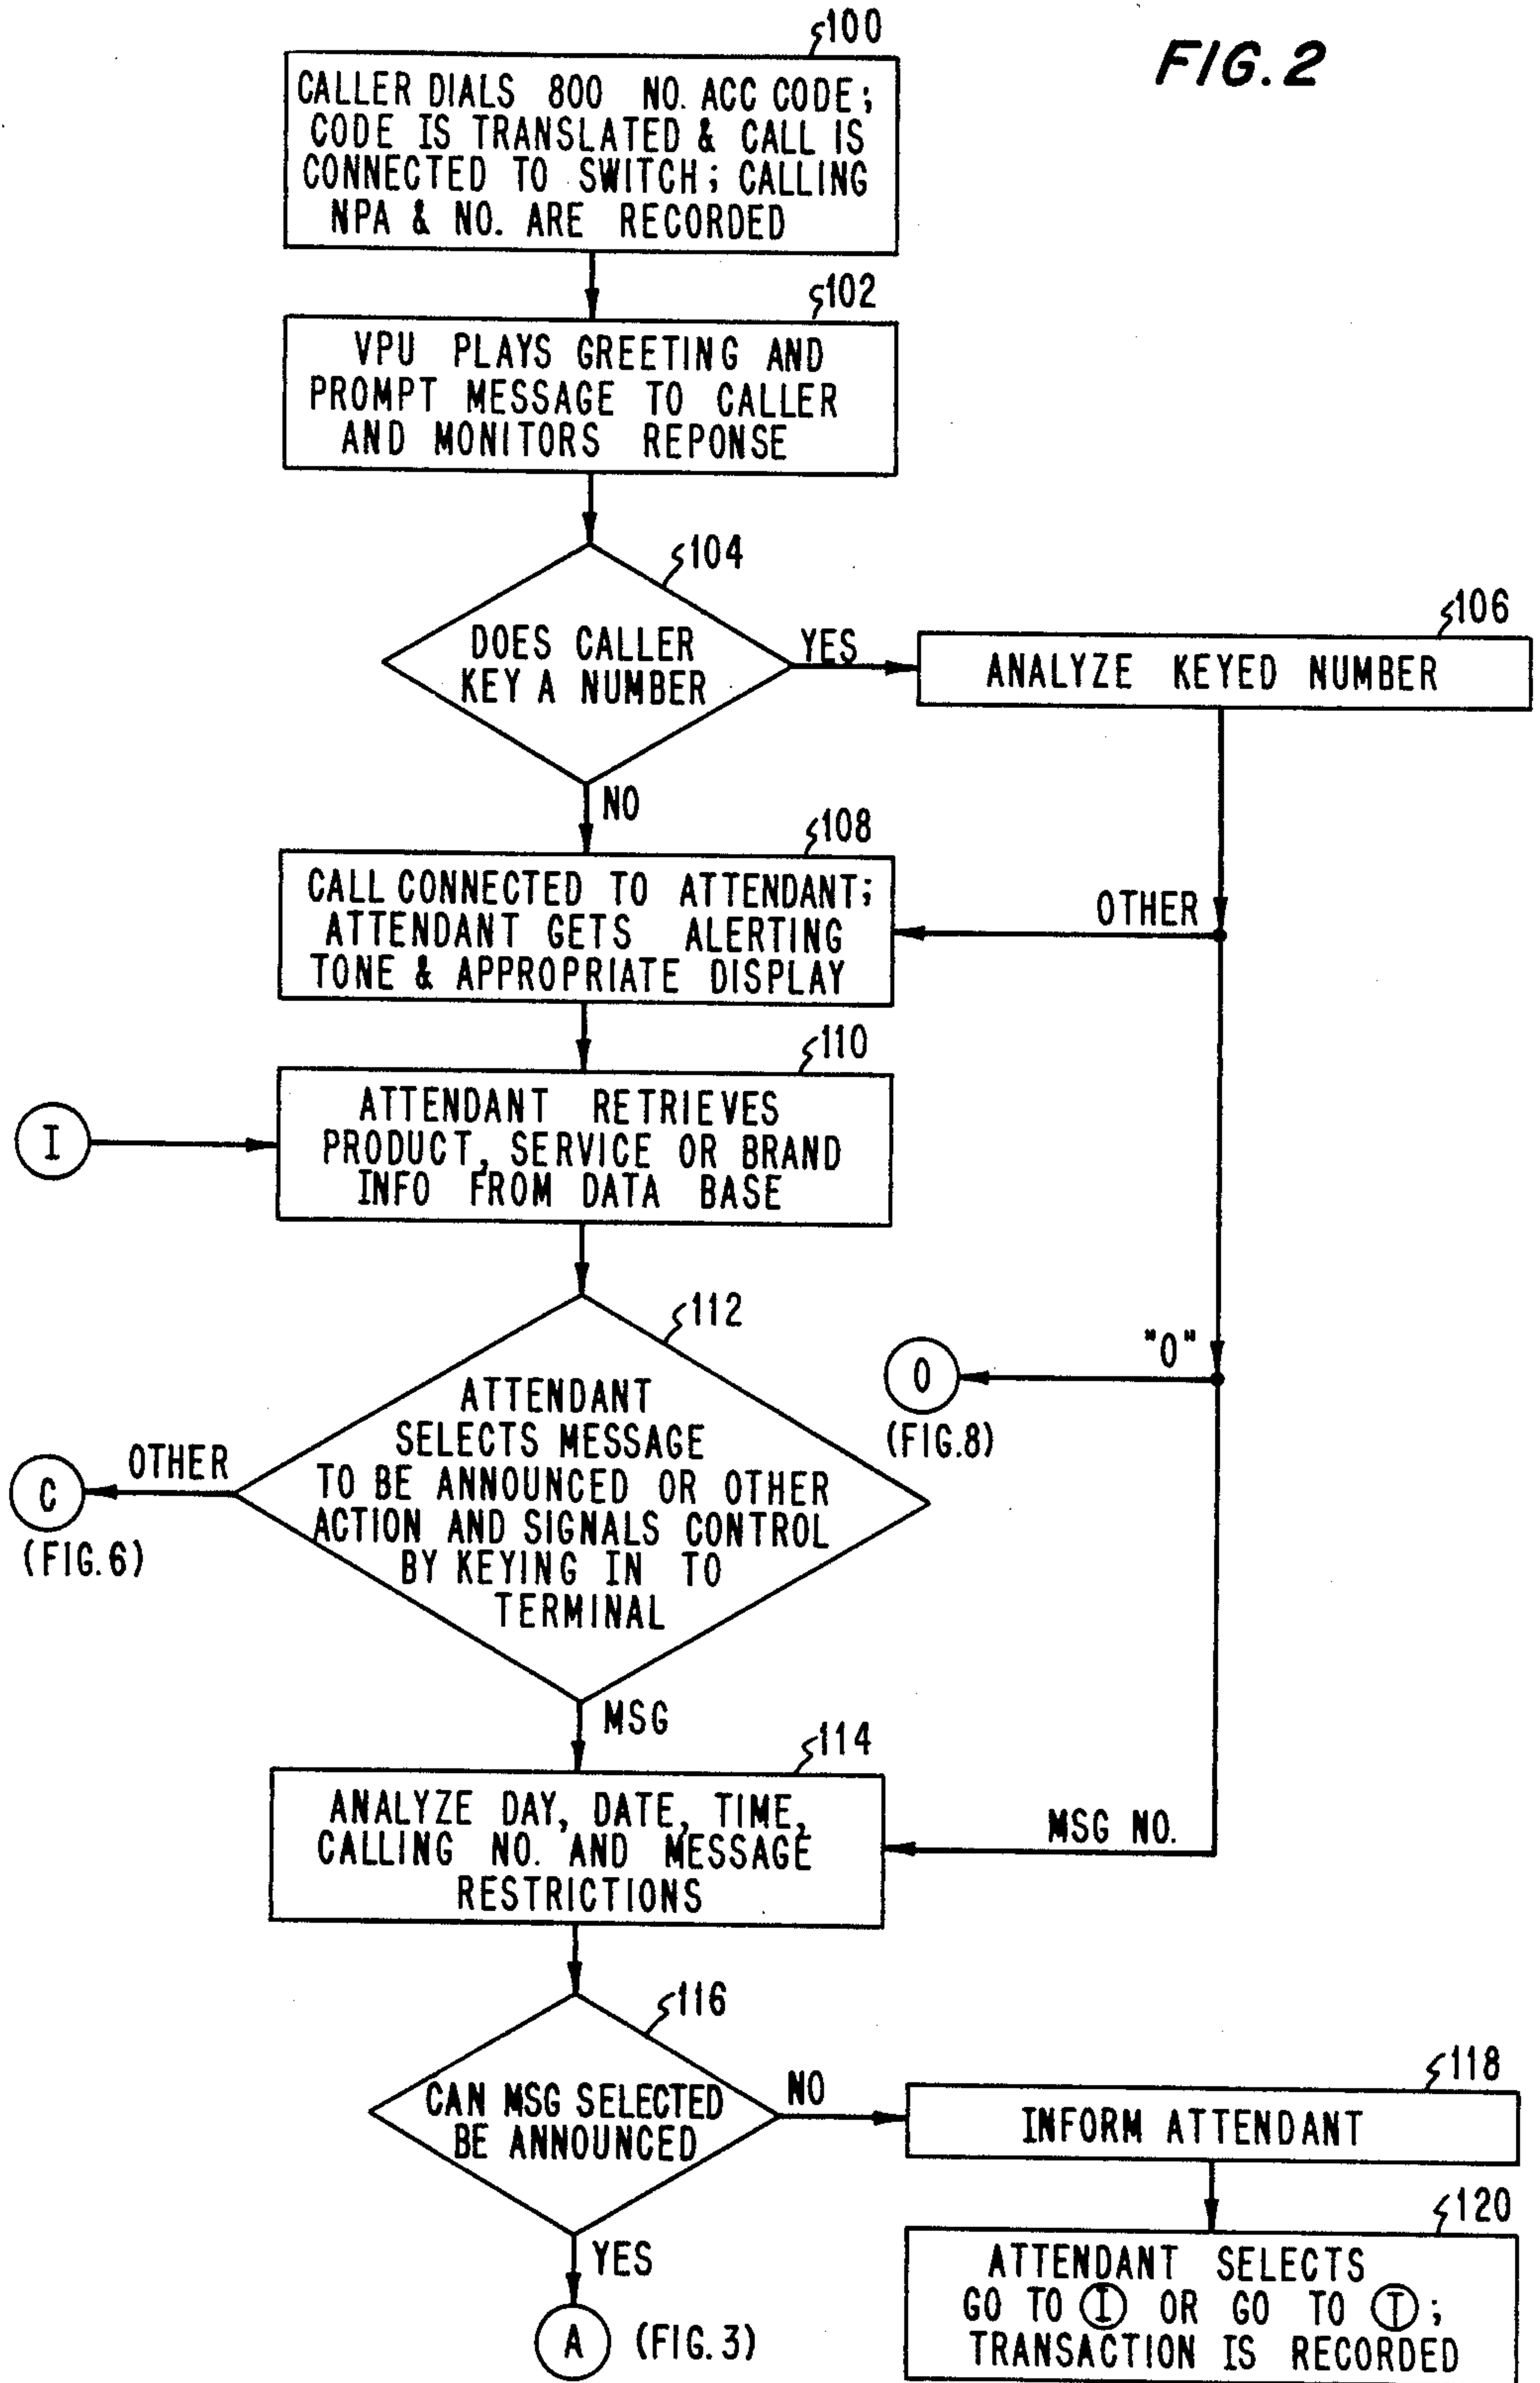 FIG. 2
100
CALLER DIALS 800 NO. ACC CODE;
CODE IS TRANSLATED & CALL IS
CONNECTED TO SWITCH; CALLING
NPA & NO. ARE RECORDED
102
VPU PLAYS GREETING AND
PROMPT MESSAGE TO CALLER
AND MONITORS REPONSE
104
DOES CALLER
KEY A NUMBER
YES
106
ANALYZE KEYED NUMBER
NO
108
CALL CONNECTED TO ATTENDANT;
ATTENDANT GETS ALERTING
TONE & APPROPRIATE DISPLAY
OTHER
110
I
ATTENDANT RETRIEVES
PRODUCT, SERVICE OR BRAND
INFO FROM DATA BASE
112
ATTENDANT
SELECTS MESSAGE
TO BE ANNOUNCED OR OTHER
ACTION AND SIGNALS CONTROL
BY KEYING IN TO
TERMINAL
"0"
0
(FIG.8)
OTHER
C
(FIG.6)
MSG
114
ANALYZE DAY, DATE, TIME,
CALLING NO. AND MESSAGE
RESTRICTIONS
MSG NO.
116
CAN MSG SELECTED
BE ANNOUNCED
NO
118
INFORM ATTENDANT
120
ATTENDANT SELECTS
GO TO I OR GO TO T;
TRANSACTION IS RECORDED
YES
A (FIG.3)